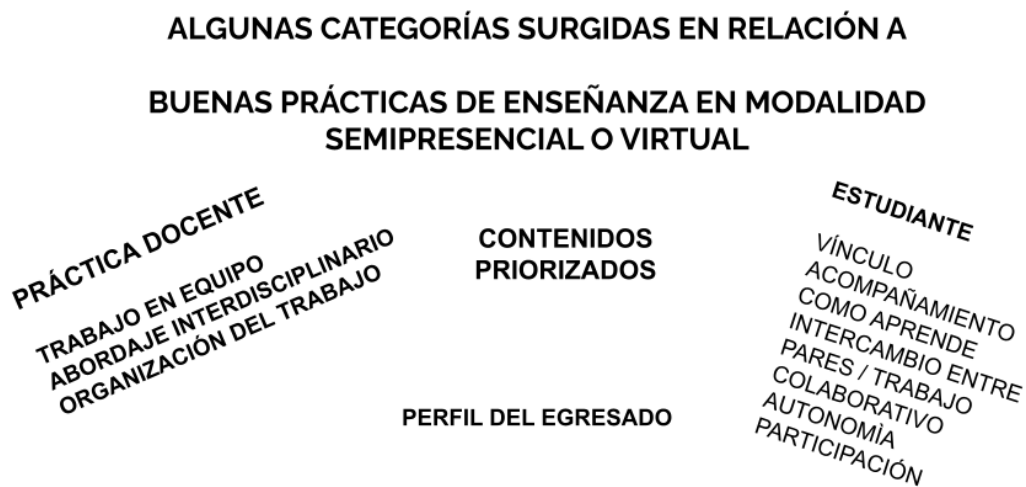 ALGUNAS CATEGORÍAS SURGIDAS EN RELACIÓN A
BUENAS PRÁCTICAS DE ENSEÑANZA EN MODALIDAD
SEMIPRESENCIAL O VIRTUAL
PRÁCTICA DOCENTE
TRABAJO EN EQUIPO
ABORDAJE INTERDISCIPLINARIO
ORGANIZACIÓN DEL TRABAJO
CONTENIDOS
PRIORIZADOS
PERFIL DEL EGRESADO
ESTUDIANTE
VÍNCULO
ACOMPAÑAMIENTO
COMO APRENDE
INTERCAMBIO ENTRE
PARES / TRABAJO
COLABORATIVO
AUTONOMÌA
PARTICIPACIÓN